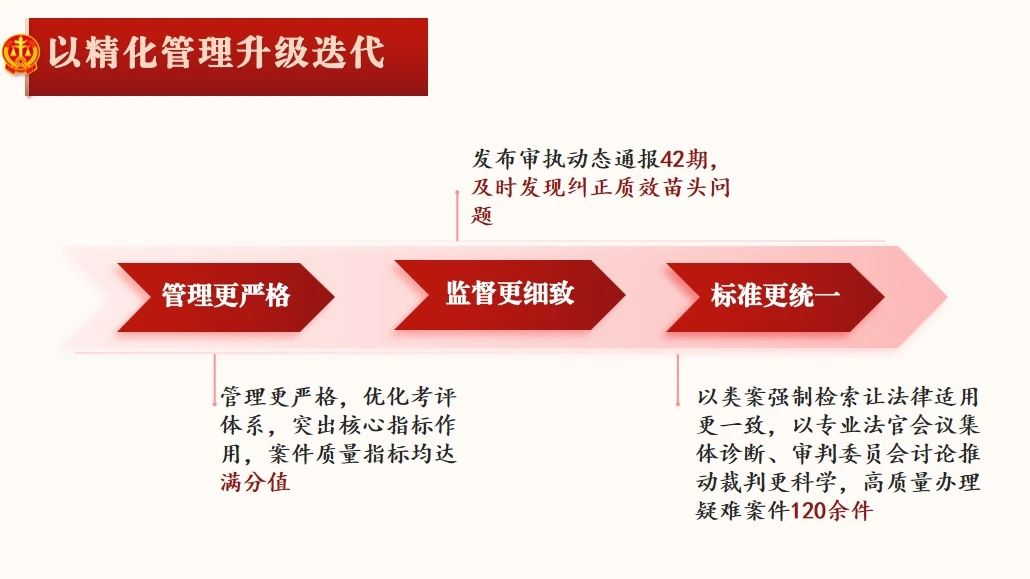 以精化管理升级迭代
发布审执动态通报42期，
及时发现纠正质效苗头问
题
管理更严格
监督更细致
标准更统一
管理更严格，优化考评
体系，突出核心指标作
用，案件质量指标均达
满分值
以类案强制检索让法律适用
更一致，以专业法官会议集
体诊断、审判委员会讨论推
动裁判更科学，高质量办理
疑难案件120余件